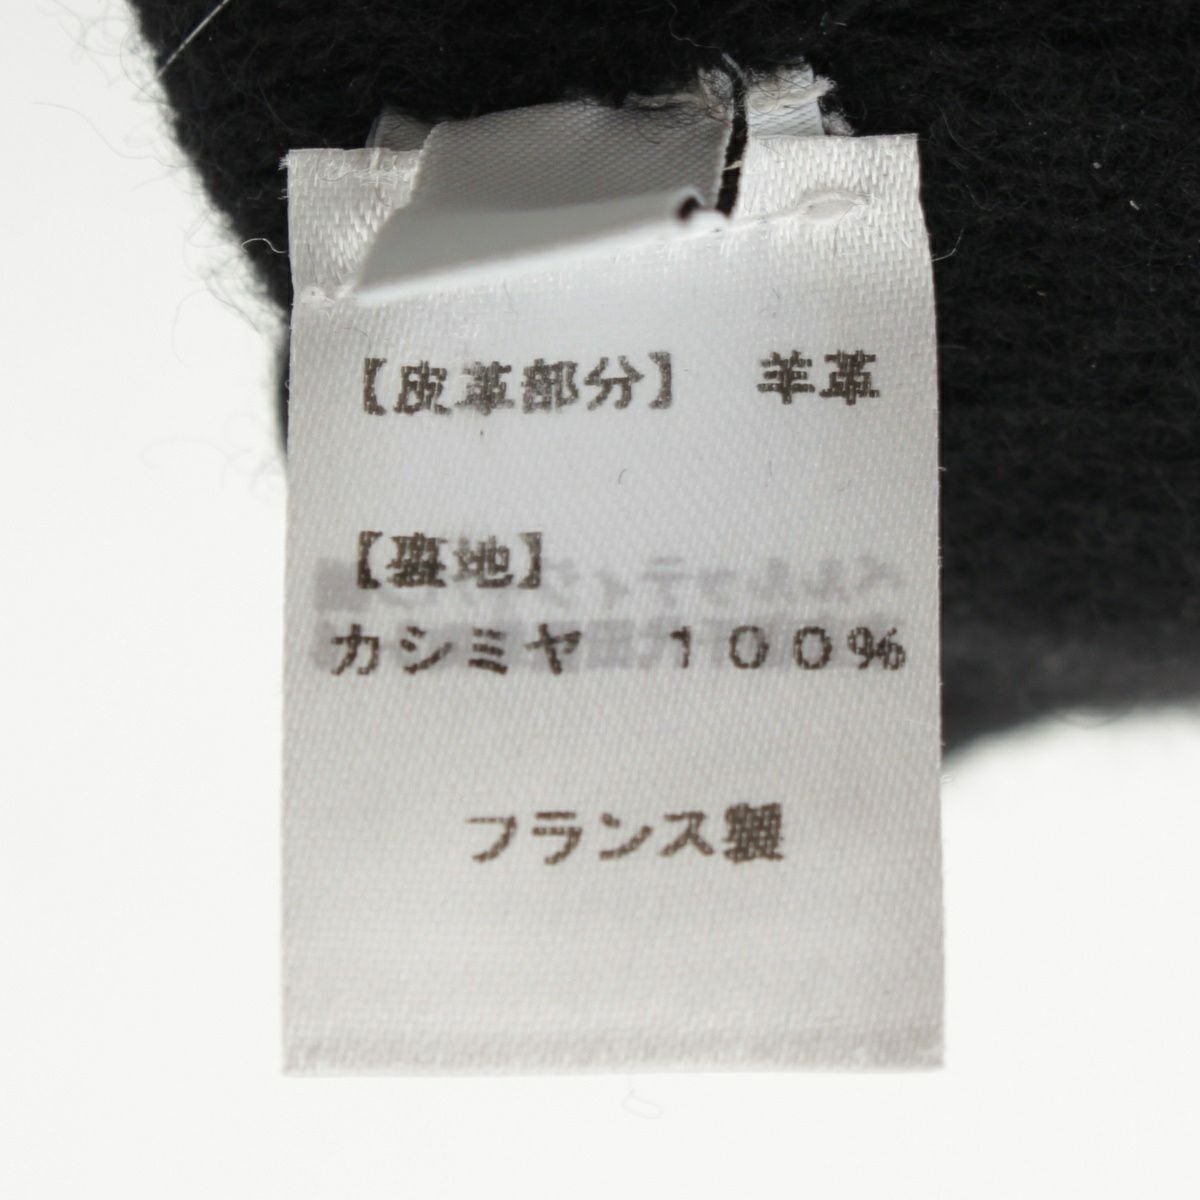 【皮革部分】　羊革
【裏地】
カシミヤ　１００％
フランス製